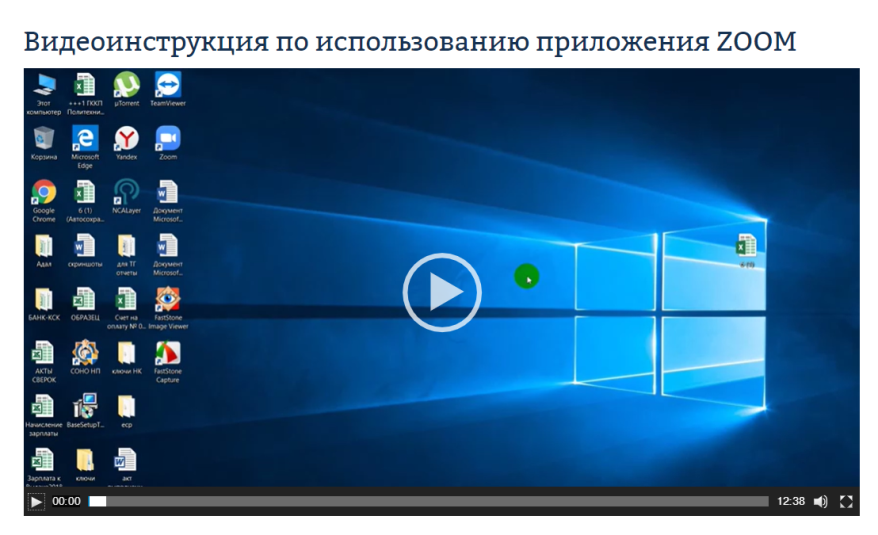 Видеоинструкция по использованию приложения ZOOM
Этот
компьютер
+++1 ГККП
Политехни...
µTorrent
TeamViewer
Корзина
Microsoft
Edge
Yandex
Zoom
Google
Chrome
6 (1)
(Автосохра...
NCALayer
Документ
Microsof...
Адал
скриншоты
для ТГ
отчеты
Документ
Microsof...
БАНК-КСК
ОБРАЗЕЦ
Счет на
оплату № 0...
FastStone
Image Viewer
АКТЫ
СВЕРОК
СОНО НП
ключи НК
FastStone
Capture
Начисление
зарплаты
BaseSetupT...
еср
Зарплата к
ключи
акт
00:00
12:38